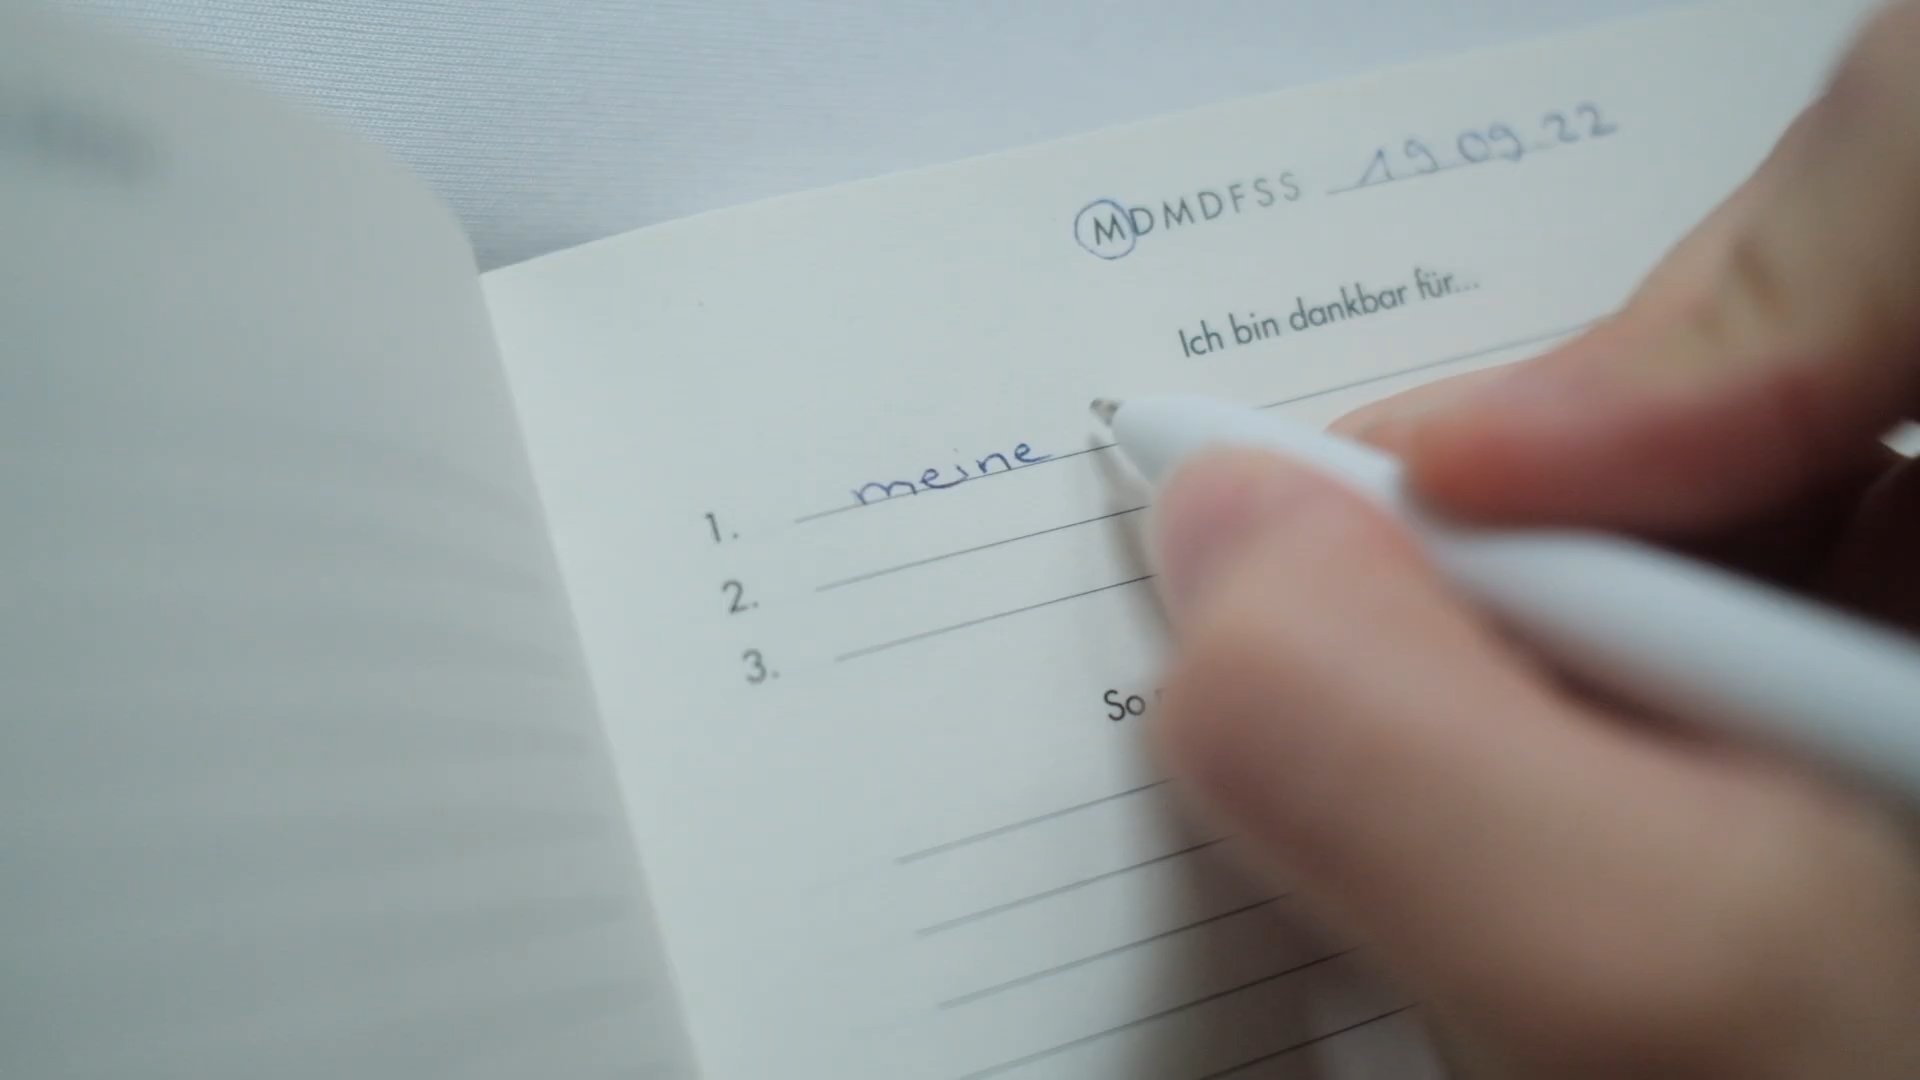 MDMDFSS 19 09 22
Ich bin dankbar für...
1. meine
2.
3.
So